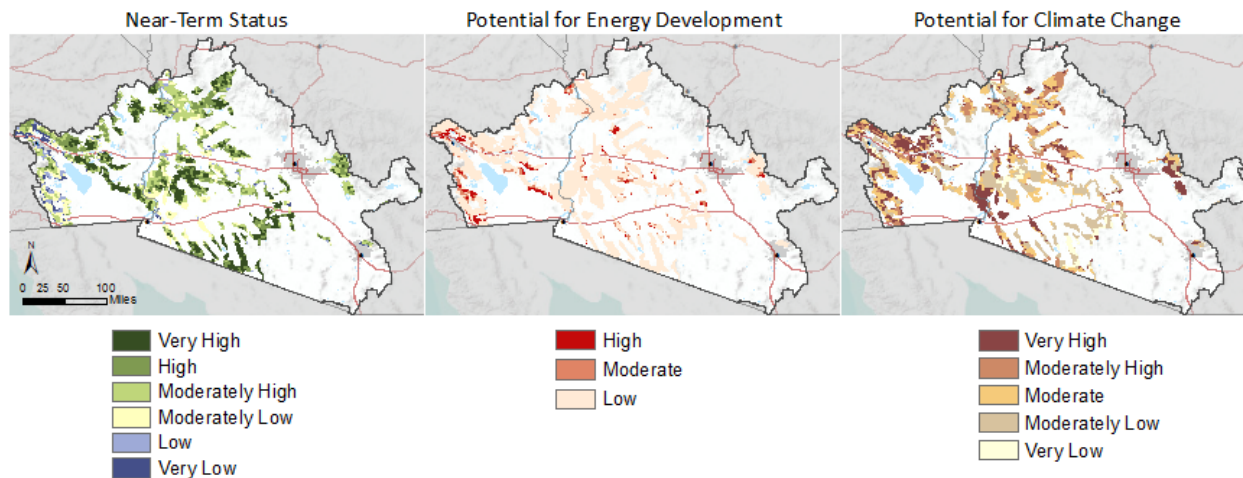 Near-Term Status
Potential for Energy Development
Potential for Climate Change
N
0 25 50 100
Miles
Very High
High
Moderately High
Moderately Low
Low
Very Low
High
Moderate
Low
Very High
Moderately High
Moderate
Moderately Low
Very Low